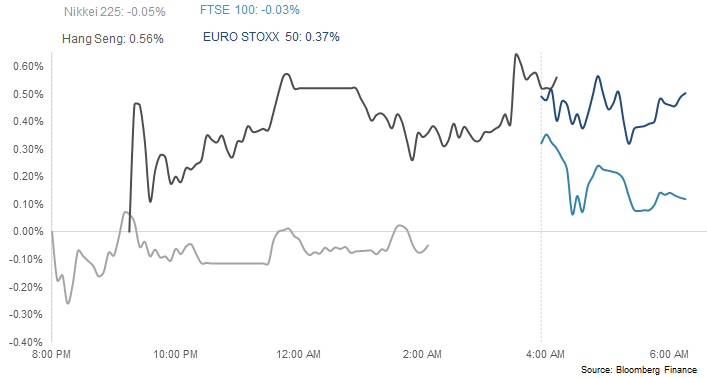 Nikkei 225: -0.05% FTSE 100: -0.03%
Hang Seng: 0.56% EURO STOXX 50: 0.37%
0.60%
0.50%
0.40%
0.30%
0.20%
0.10%
0.00%
-0.10%
-0.20%
-0.30%
-0.40%
8:00 PM 10:00 PM 12:00 AM 2:00 AM 4:00 AM 6:00 AM
Source: Bloomberg Finance